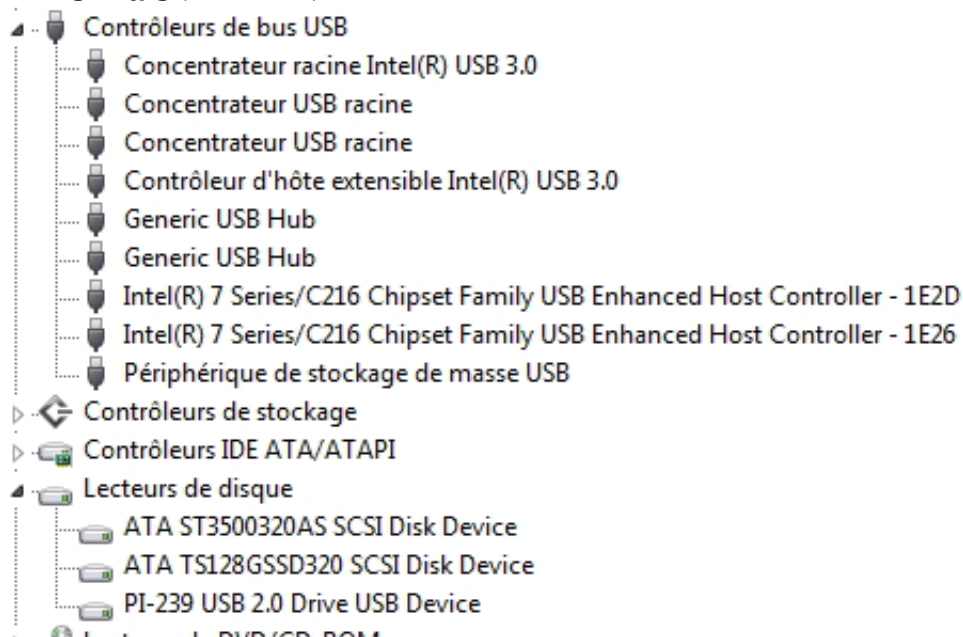 Contrôleurs de bus USB
Concentrateur racine Intel(R) USB 3.0
Concentrateur USB racine
Concentrateur USB racine
Contrôleur d'hôte extensible Intel(R) USB 3.0
Generic USB Hub
Generic USB Hub
Intel(R) 7 Series/C216 Chipset Family USB Enhanced Host Controller - 1E2D
Intel(R) 7 Series/C216 Chipset Family USB Enhanced Host Controller - 1E26
Périphérique de stockage de masse USB
Contrôleurs de stockage
Contrôleurs IDE ATA/ATAPI
Lecteurs de disque
ATA ST3500320AS SCSI Disk Device
ATA TS128GSSD320 SCSI Disk Device
PI-239 USB 2.0 Drive USB Device